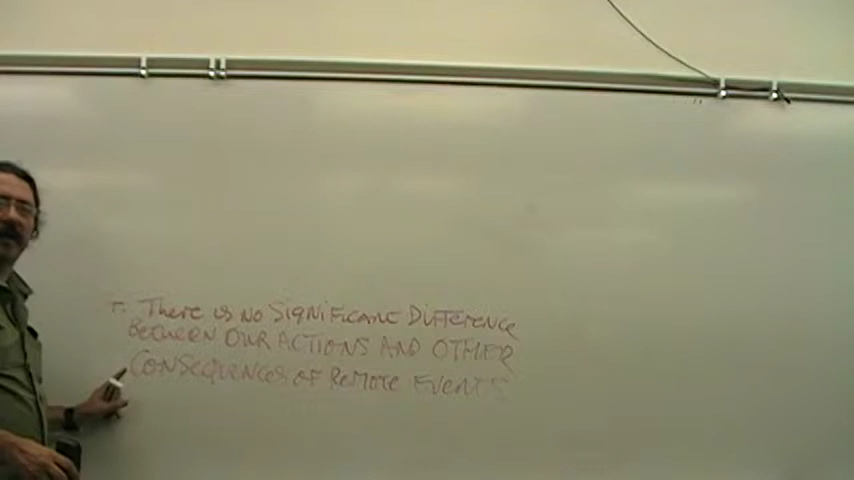 T: There is no Significant Difference
Between Our Actions and Other
Consequences of Remote Events